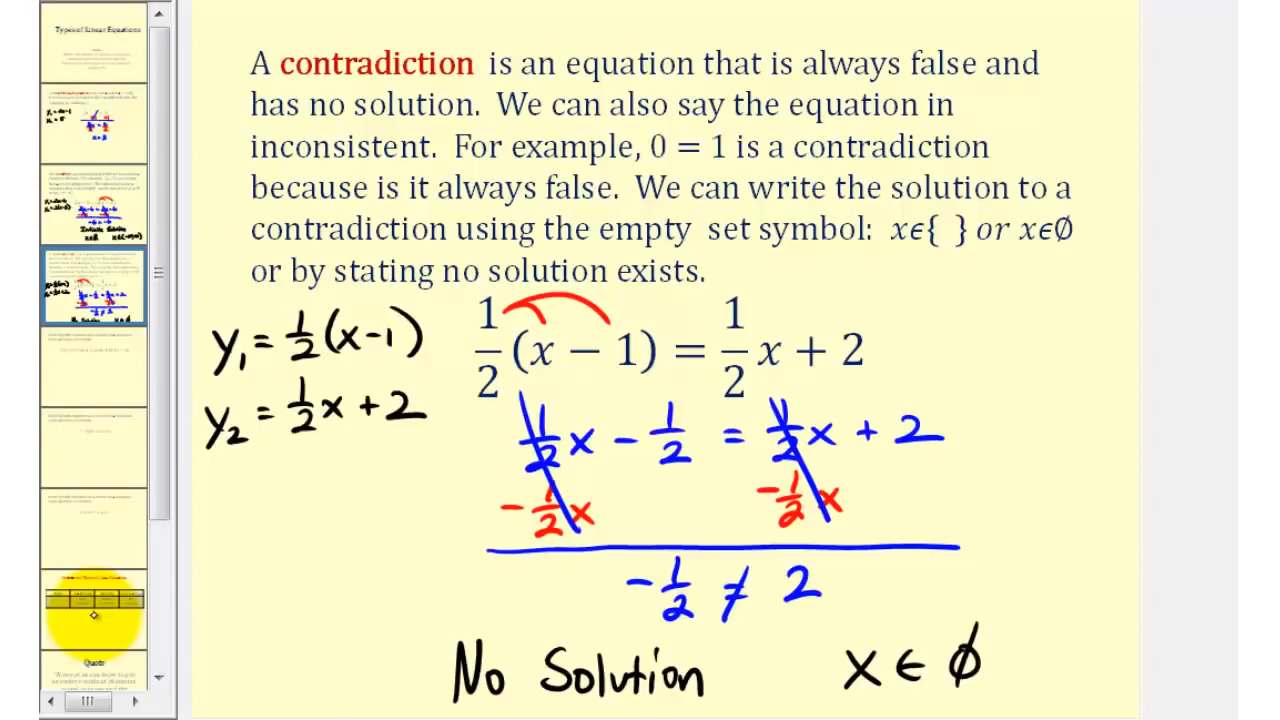 Types of Linear Equations
A contradiction is an equation that is always false and
has no solution. We can also say the equation in
inconsistent. For example, 0 = 1 is a contradiction
because is it always false. We can write the solution to a
contradiction using the empty set symbol: xϵ{ } or xϵ∅
or by stating no solution exists.
1/2(x − 1) = 1/2x + 2
y₁ = 1/2(x−1)
y₂ = 1/2x + 2
1/2x − 1/2 = 1/2x + 2
−1/2x −1/2x
−1/2 ≠ 2
No Solution x ∈ ∅
Quote